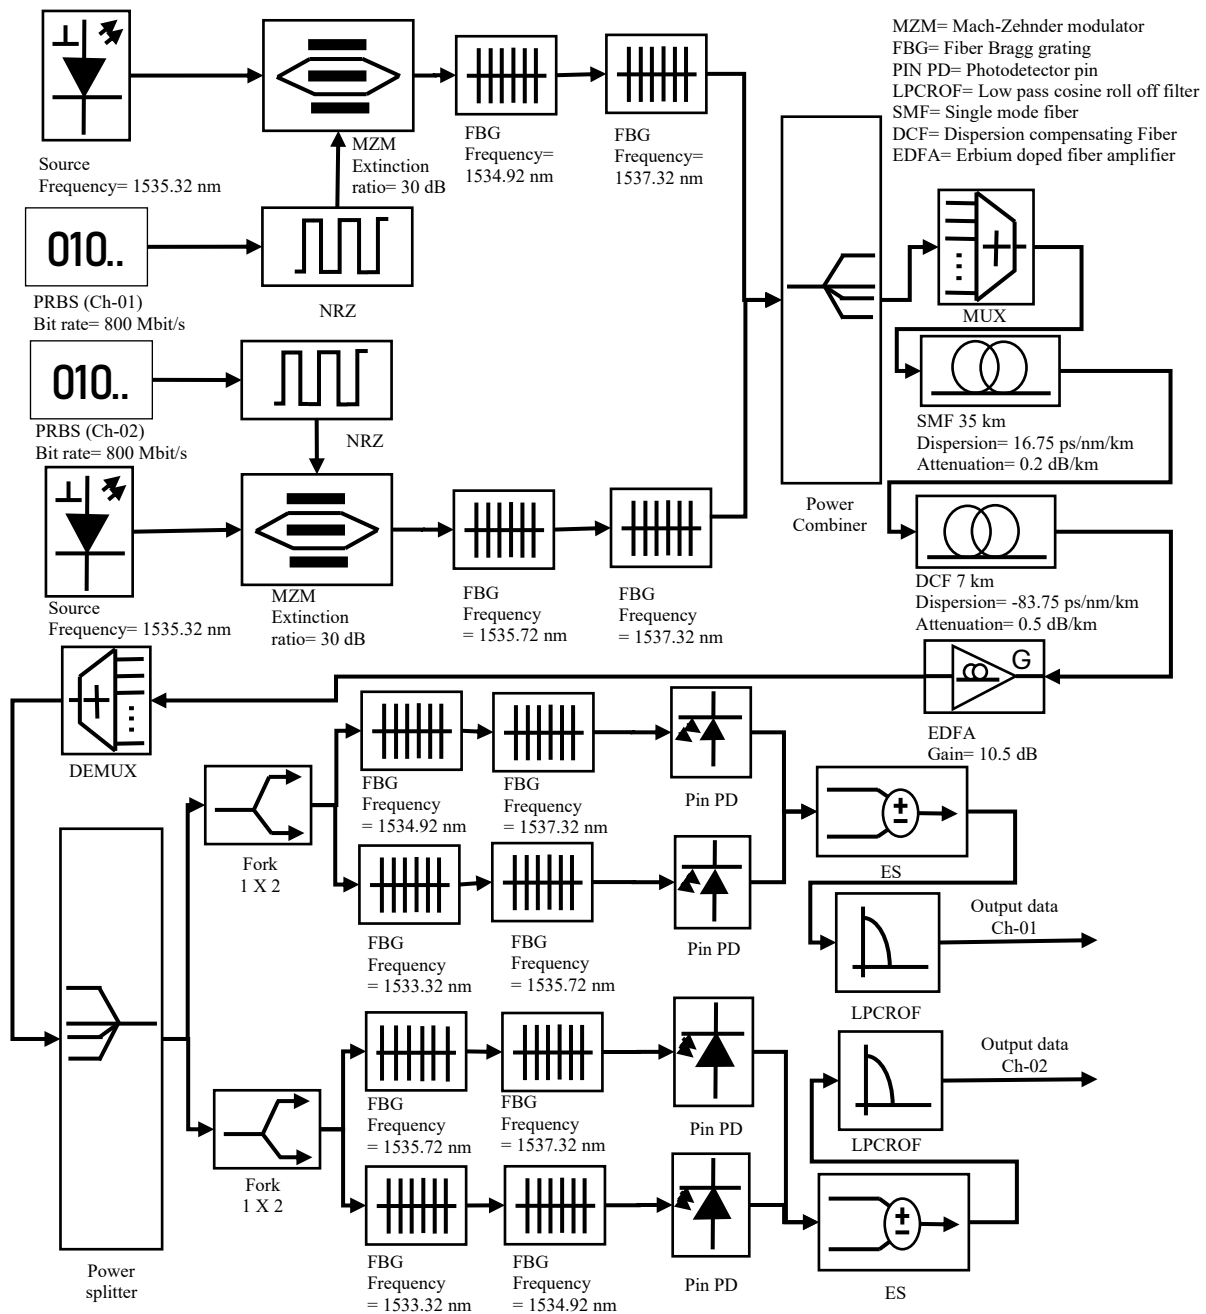 MZM= Mach-Zehnder modulator
FBG= Fiber Bragg grating
PIN PD= Photodetector pin
LPCROF= Low pass cosine roll off filter
SMF= Single mode fiber
DCF= Dispersion compensating Fiber
EDFA= Erbium doped fiber amplifier
Source
Frequency= 1535.32 nm
MZM
Extinction
ratio= 30 dB
FBG
Frequency=
1534.92 nm
FBG
Frequency=
1537.32 nm
010..
PRBS (Ch-01)
Bit rate= 800 Mbit/s
NRZ
010..
PRBS (Ch-02)
Bit rate= 800 Mbit/s
NRZ
Source
Frequency= 1535.32 nm
MZM
Extinction
ratio= 30 dB
FBG
Frequency
= 1535.72 nm
FBG
Frequency
= 1537.32 nm
Power
Combiner
MUX
SMF 35 km
Dispersion= 16.75 ps/nm/km
Attenuation= 0.2 dB/km
DCF 7 km
Dispersion= -83.75 ps/nm/km
Attenuation= 0.5 dB/km
G
EDFA
Gain= 10.5 dB
DEMUX
Power
splitter
Fork
1 X 2
FBG
Frequency
= 1534.92 nm
FBG
Frequency
= 1537.32 nm
Pin PD
FBG
Frequency
= 1533.32 nm
FBG
Frequency
= 1535.72 nm
Pin PD
ES
LPCROF
Output data
Ch-01
Fork
1 X 2
FBG
Frequency
= 1535.72 nm
FBG
Frequency
= 1537.32 nm
Pin PD
FBG
Frequency
= 1533.32 nm
FBG
Frequency
= 1534.92 nm
Pin PD
ES
LPCROF
Output data
Ch-02